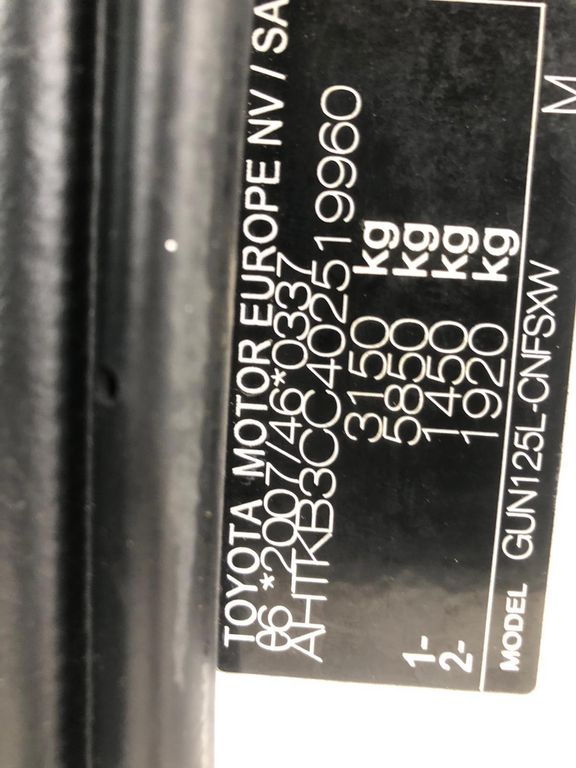 TOYOTA MOTOR EUROPE NV / SA
*2007/46*0337
AHTKB3CC402519960
3150 kg
5850 kg
1- 1450 kg
2- 1920 kg
MODEL GUN125L-CNFSXW
M